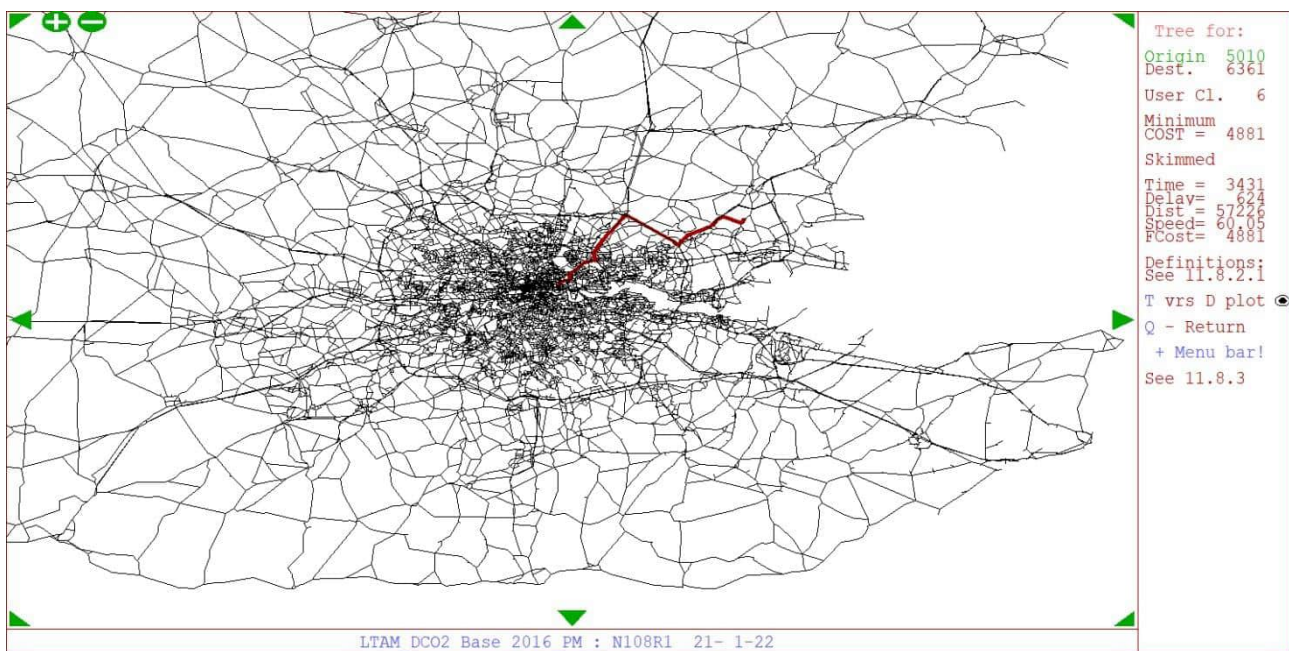 Tree for:
Origin 5010
Dest. 6361
User Cl. 6
Minimum
COST = 4881
Skimmed
Time = 3431
Delay= 624
Dist = 57226
Speed= 60.05
FCost= 4881
Definitions:
See 11.8.2.1
T vrs D plot
Q - Return
+ Menu bar!
See 11.8.3
LTAM DCO2 Base 2016 PM : N108R1 21- 1-22